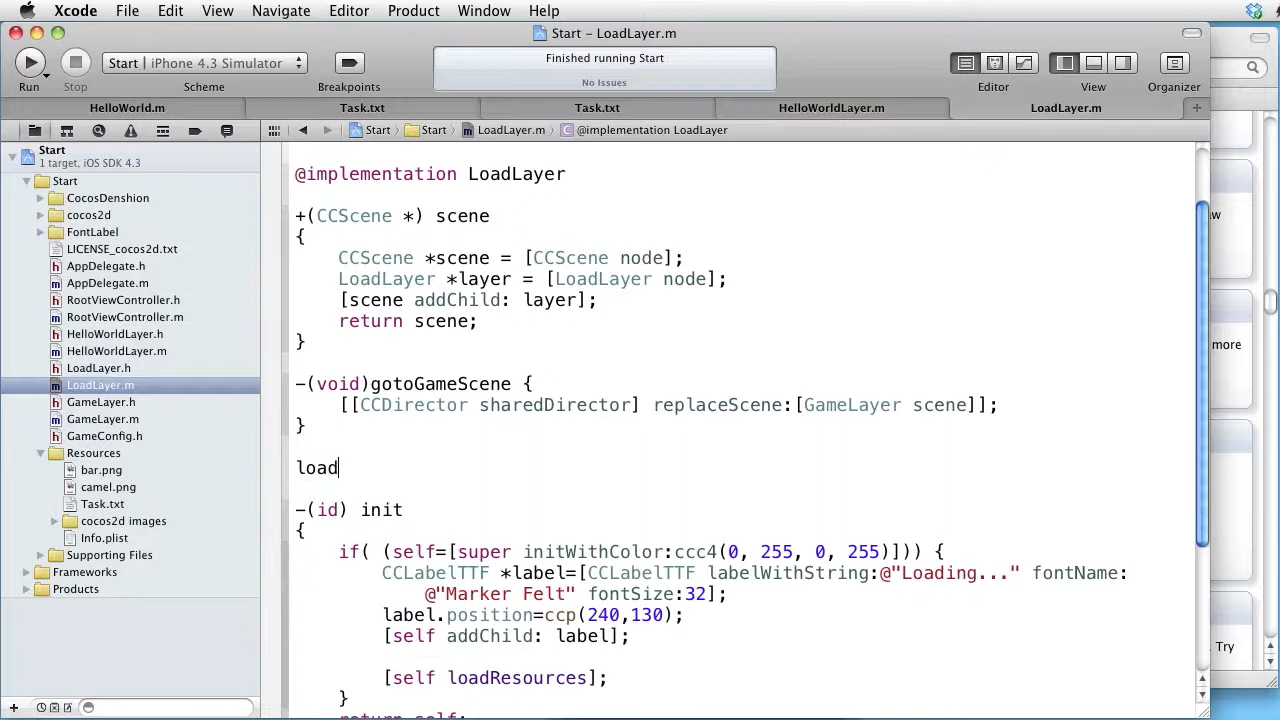 Xcode File Edit View Navigate Editor Product Window Help
Start – LoadLayer.m
Start | iPhone 4.3 Simulator
Finished running Start
No Issues
Run Stop Scheme Breakpoints Editor View Organizer
HelloWorld.m Task.txt Task.txt HelloWorldLayer.m LoadLayer.m
Start Start LoadLayer.m @implementation LoadLayer
Start
1 target, iOS SDK 4.3
Start
CocosDenshion
cocos2d
FontLabel
LICENSE_cocos2d.txt
AppDelegate.h
AppDelegate.m
RootViewController.h
RootViewController.m
HelloWorldLayer.h
HelloWorldLayer.m
LoadLayer.h
LoadLayer.m
GameLayer.h
GameLayer.m
GameConfig.h
Resources
bar.png
camel.png
Task.txt
cocos2d images
Info.plist
Supporting Files
Frameworks
Products
@implementation LoadLayer
+(CCScene *) scene
{
CCScene *scene = [CCScene node];
LoadLayer *layer = [LoadLayer node];
[scene addChild: layer];
return scene;
}
-(void)gotoGameScene {
[[CCDirector sharedDirector] replaceScene:[GameLayer scene]];
}
load
-(id) init
{
if( (self=[super initWithColor:ccc4(0, 255, 0, 255)])) {
CCLabelTTF *label=[CCLabelTTF labelWithString:@"Loading..." fontName:
@"Marker Felt" fontSize:32];
label.position=ccp(240,130);
[self addChild: label];
[self loadResources];
}
return self;
more
. Try